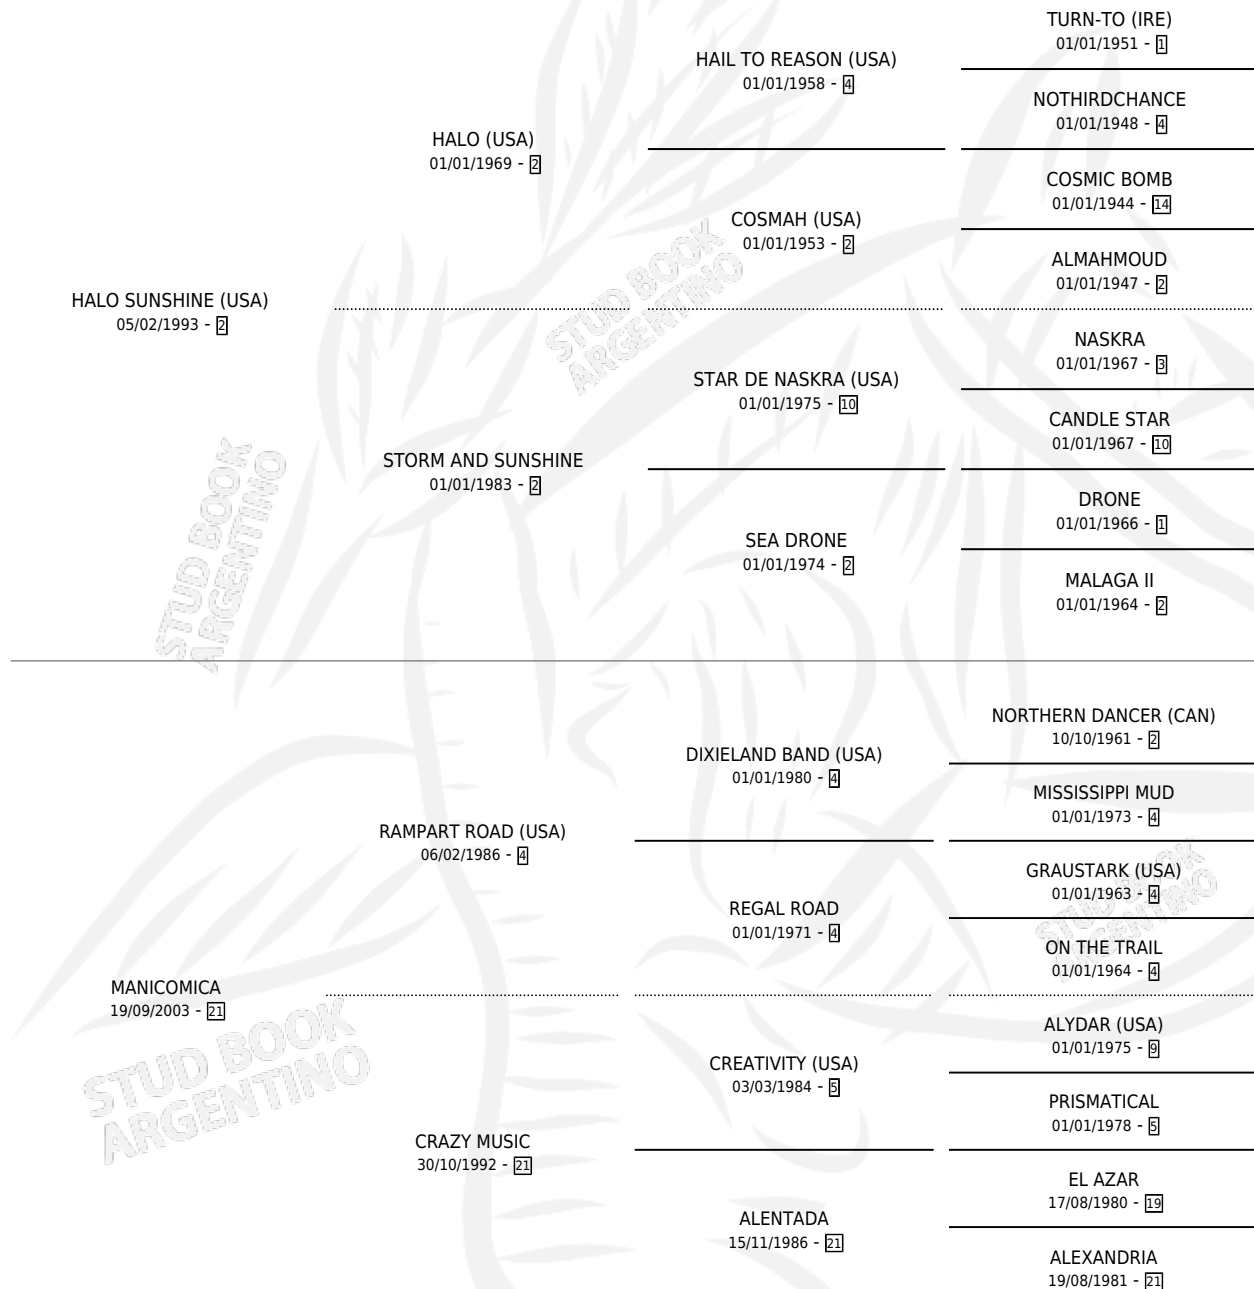 TURN-TO (IRE)
01/01/1951 - 1
HAIL TO REASON (USA)
01/01/1958 - 4
NOTHIRDCHANCE
01/01/1948 - 4
HALO (USA)
01/01/1969 - 2
COSMIC BOMB
01/01/1944 - 14
COSMAH (USA)
01/01/1953 - 2
ALMAHMOUD
01/01/1947 - 2
HALO SUNSHINE (USA)
05/02/1993 - 2
NASKRA
01/01/1967 - 3
STAR DE NASKRA (USA)
01/01/1975 - 10
CANDLE STAR
01/01/1967 - 10
STORM AND SUNSHINE
01/01/1983 - 2
DRONE
01/01/1966 - 1
SEA DRONE
01/01/1974 - 2
MALAGA II
01/01/1964 - 2
NORTHERN DANCER (CAN)
10/10/1961 - 2
DIXIELAND BAND (USA)
01/01/1980 - 4
MISSISSIPPI MUD
01/01/1973 - 4
RAMPART ROAD (USA)
06/02/1986 - 4
GRAUSTARK (USA)
01/01/1963 - 4
REGAL ROAD
01/01/1971 - 4
ON THE TRAIL
01/01/1964 - 4
MANICOMICA
19/09/2003 - 21
ALYDAR (USA)
01/01/1975 - 9
CREATIVITY (USA)
03/03/1984 - 5
PRISMATICAL
01/01/1978 - 5
CRAZY MUSIC
30/10/1992 - 21
EL AZAR
17/08/1980 - 19
ALENTADA
15/11/1986 - 21
ALEXANDRIA
19/08/1981 - 21
STUD BOOK
ARGENTINO
STUD BOOK
ARGENTINO
STUD BOOK
ARGENTINO
STUD BOOK
ARGENTINO